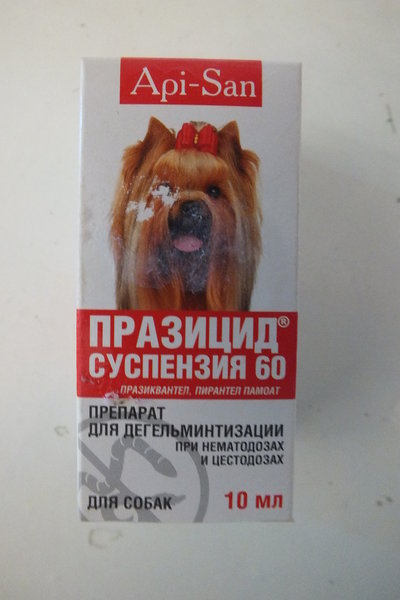 Api-San
ПРАЗИЦИД®
СУСПЕНЗИЯ 60
ПРАЗИКВАНТЕЛ, ПИРАНТЕЛ ПАМОАТ
ПРЕПАРАТ
ДЛЯ ДЕГЕЛЬМИНТИЗАЦИИ
ПРИ НЕМАТОДОЗАХ
И ЦЕСТОДОЗАХ
ДЛЯ СОБАК 10 мл